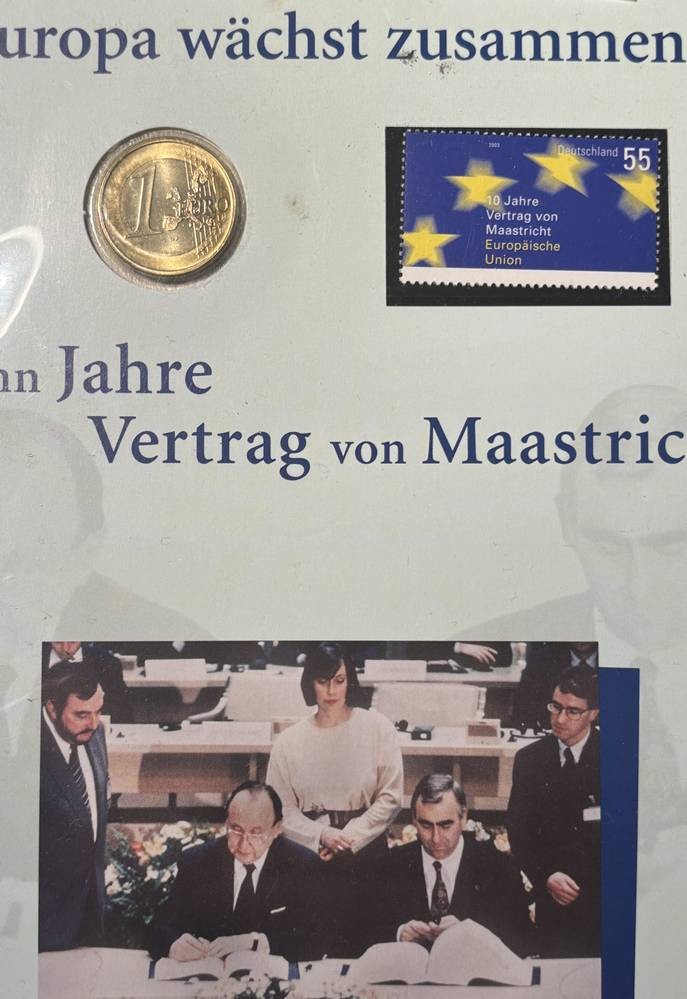 uropa wächst zusammen
1 EURO
2003
Deutschland 55
10 Jahre
Vertrag von
Maastricht
Europäische
Union
nn Jahre
Vertrag von Maastric